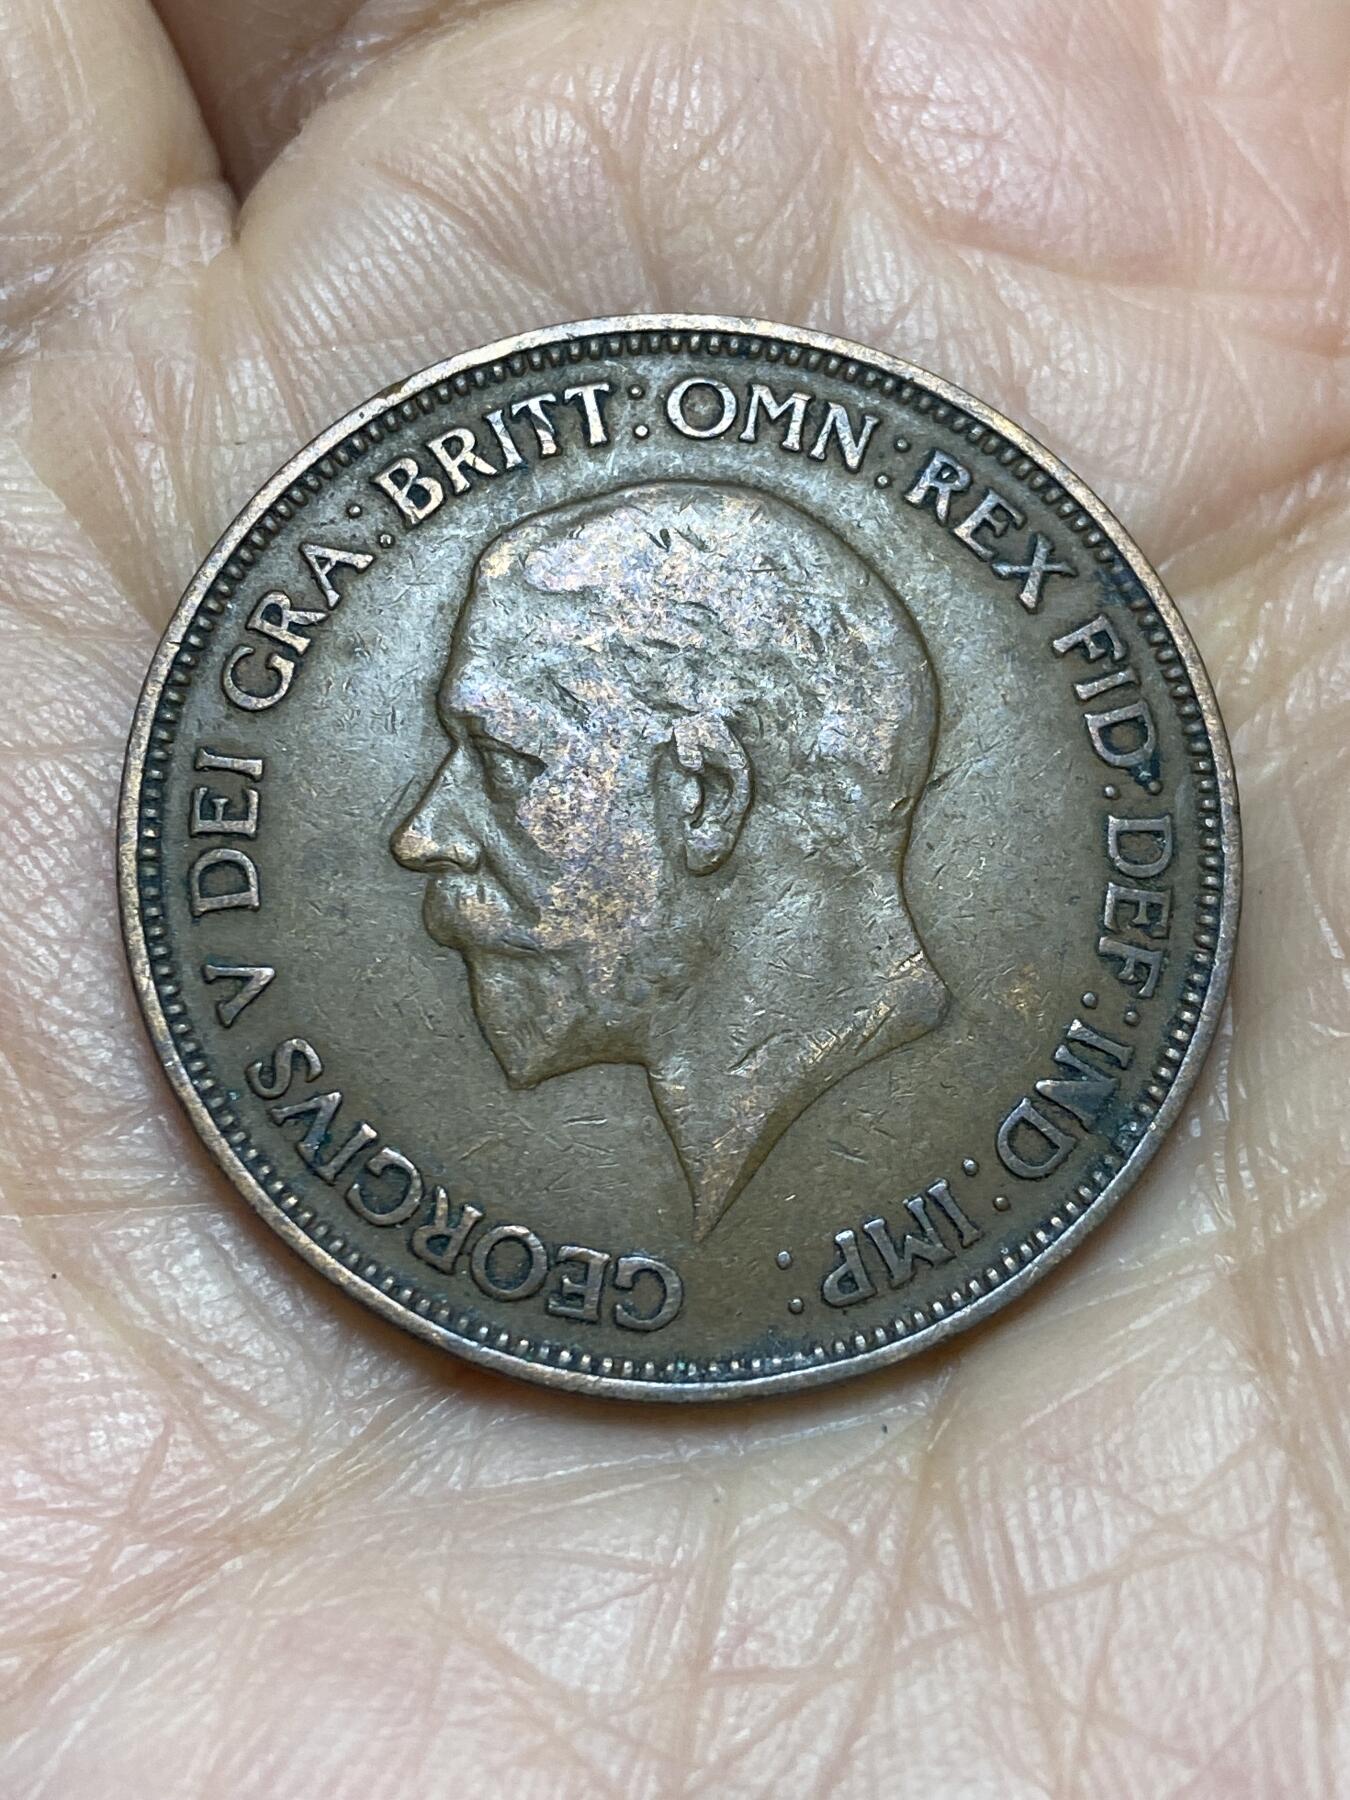 GEORGIVS V DEI GRA: BRITT: OMN: REX FID: DEF: IND: IMP: